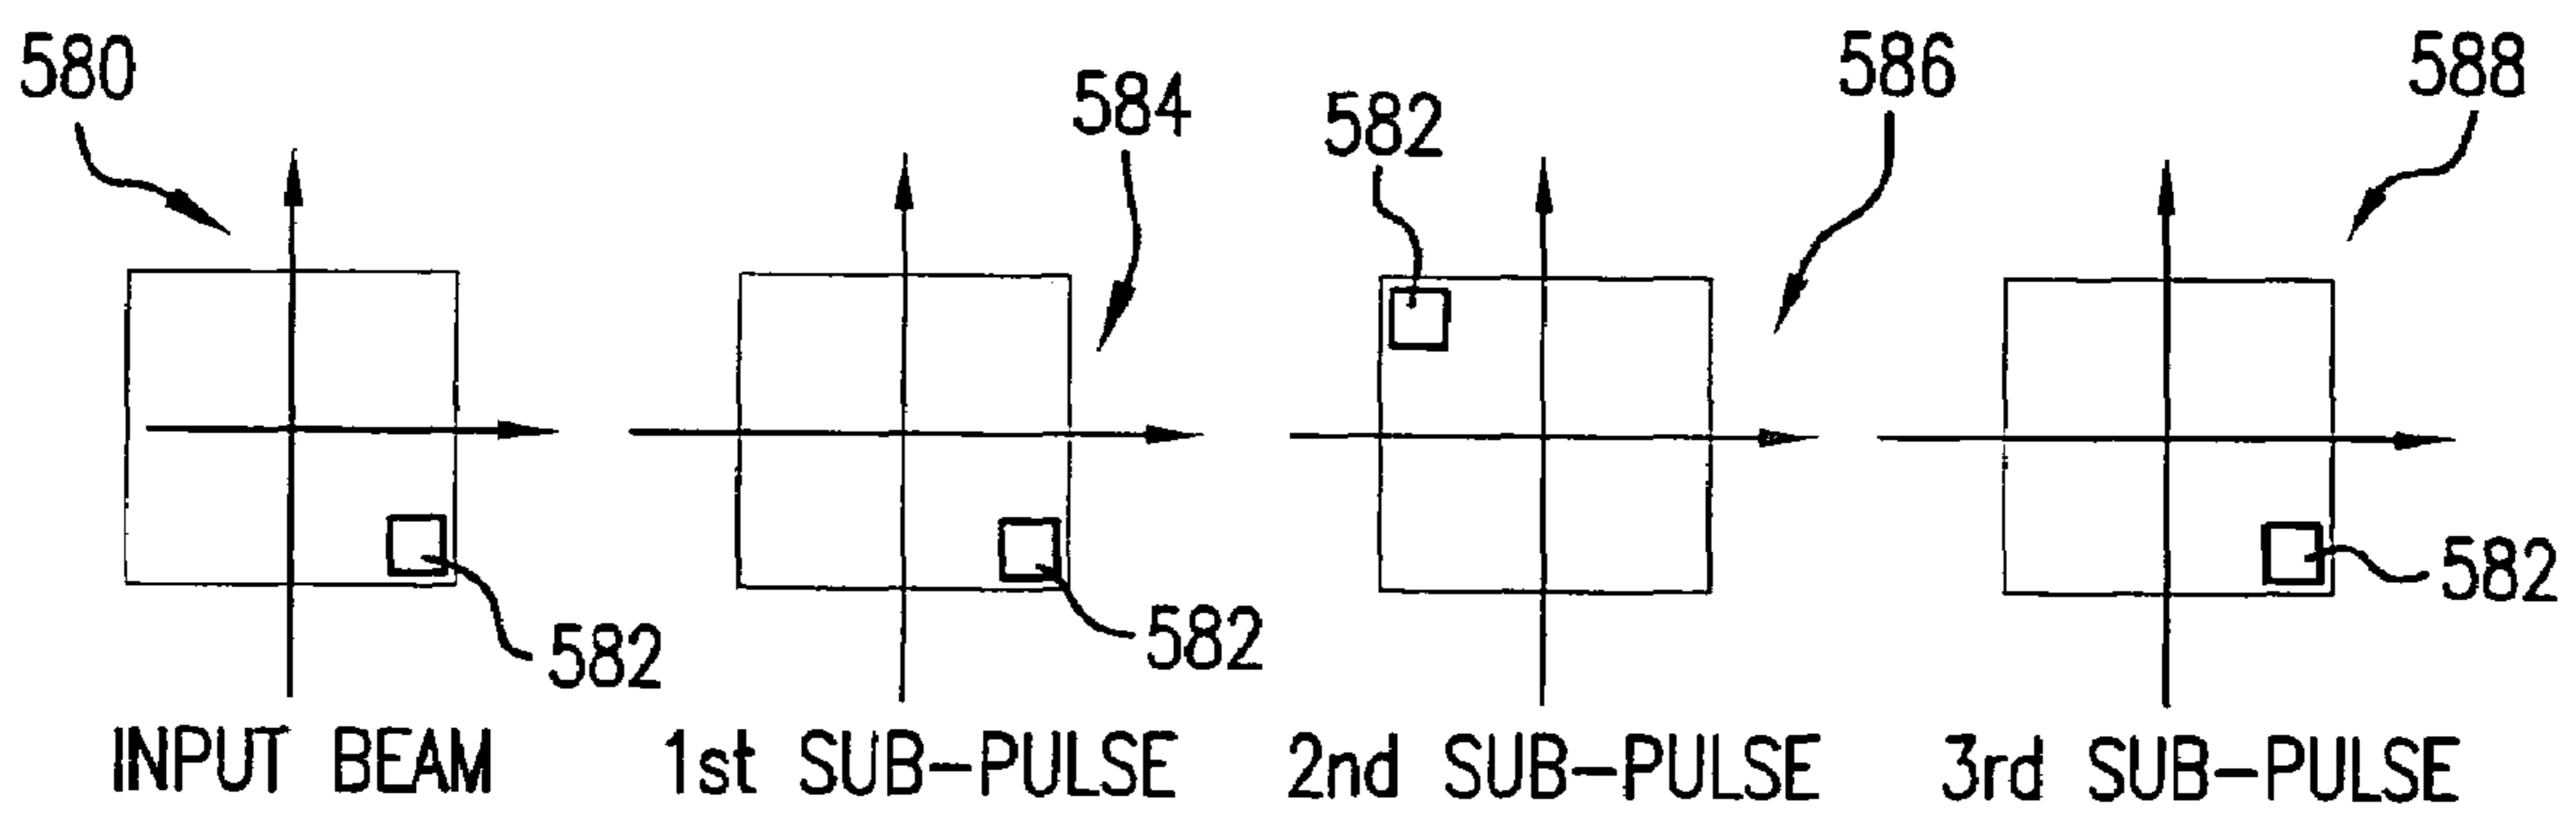 580
584
582
586
588
582
582
582
INPUT BEAM
1st SUB-PULSE
2nd SUB-PULSE
3rd SUB-PULSE